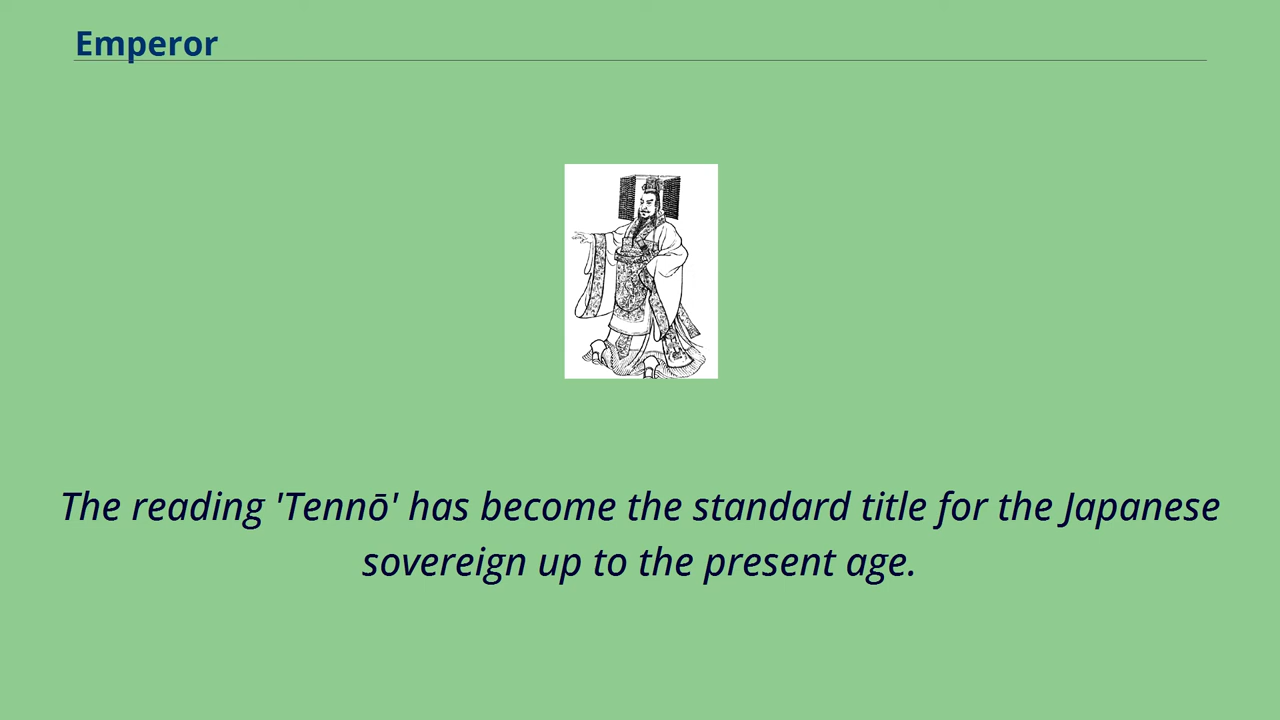 Emperor
The reading 'Tennō' has become the standard title for the Japanese
sovereign up to the present age.